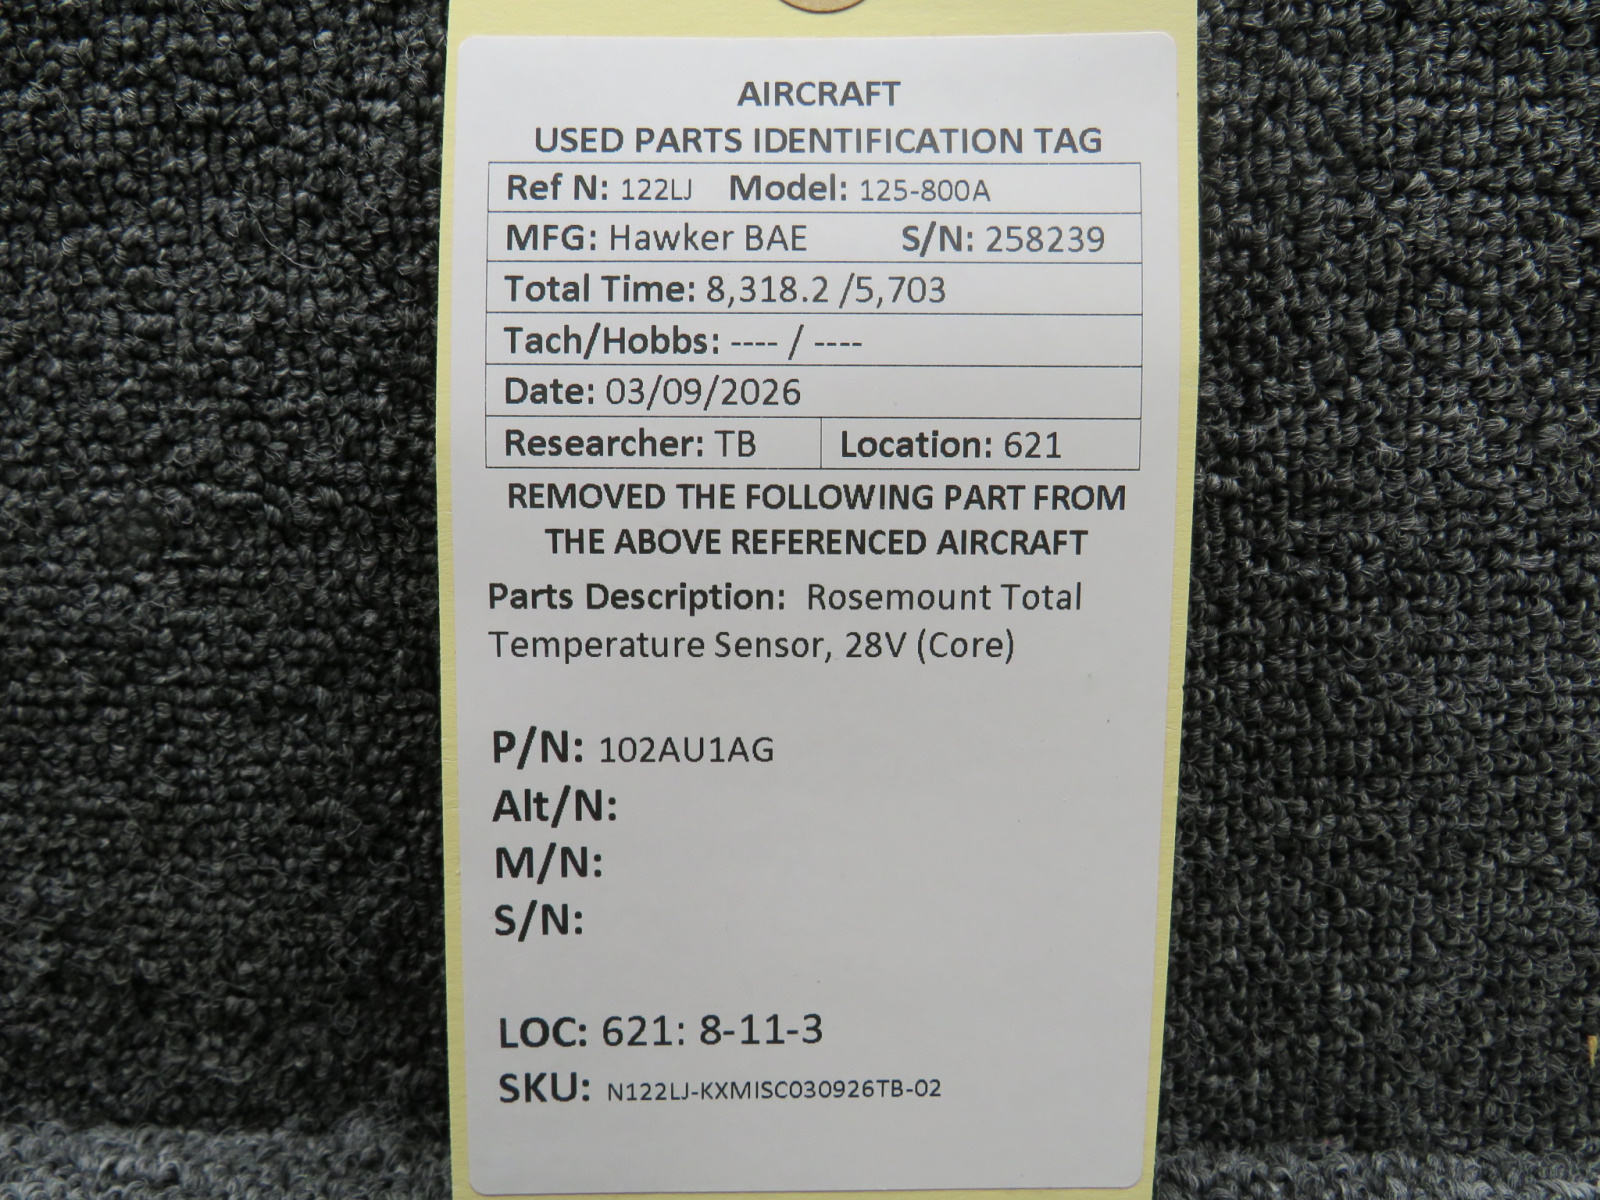 AIRCRAFT
USED PARTS IDENTIFICATION TAG
Ref N: 122LJ Model: 125-800A
MFG: Hawker BAE S/N: 258239
Total Time: 8,318.2 /5,703
Tach/Hobbs: ---- / ----
Date: 03/09/2026
Researcher: TB Location: 621
REMOVED THE FOLLOWING PART FROM
THE ABOVE REFERENCED AIRCRAFT
Parts Description: Rosemount Total
Temperature Sensor, 28V (Core)
P/N: 102AU1AG
Alt/N:
M/N:
S/N:
LOC: 621: 8-11-3
SKU: N122LJ-KXMISC030926TB-02